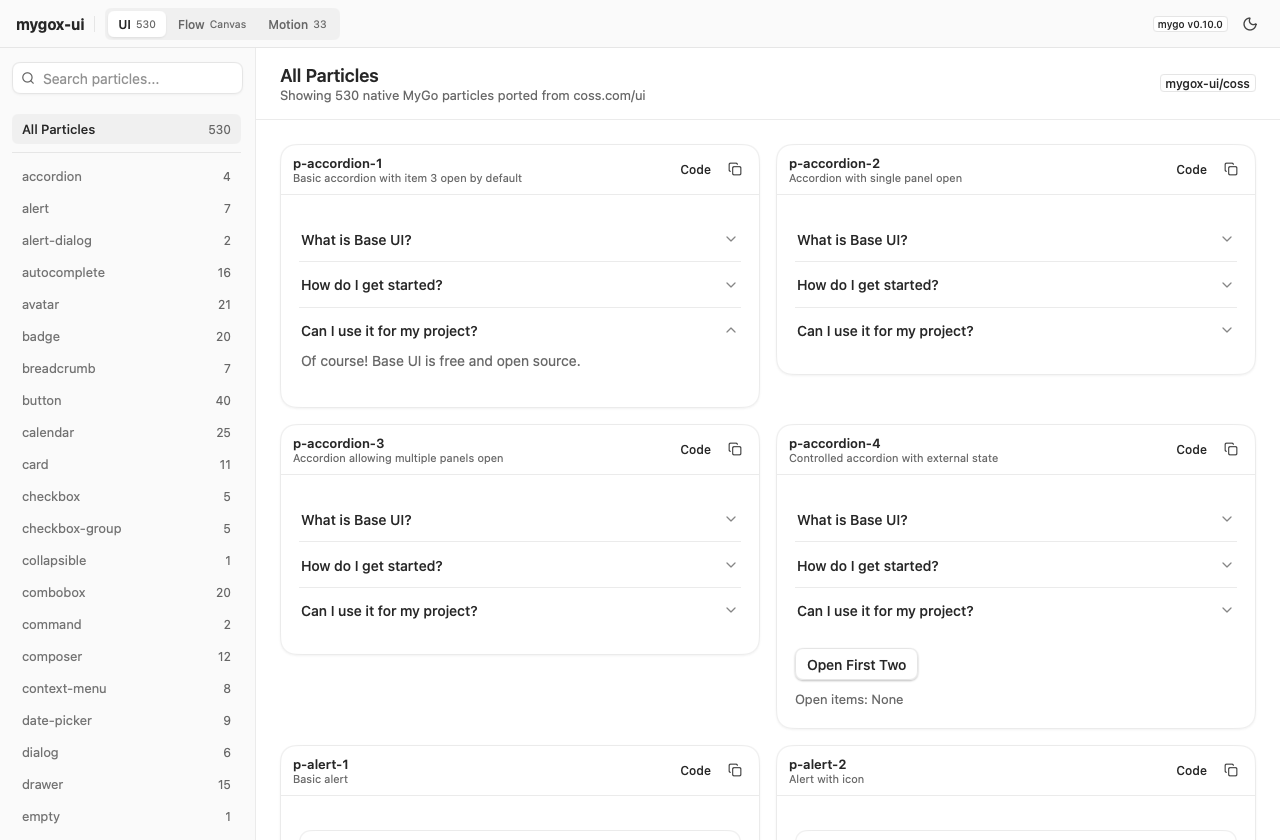 mygox-ui
UI 530
Flow Canvas
Motion 33
mygo v0.10.0
Search particles...
All Particles 530
accordion 4
alert 7
alert-dialog 2
autocomplete 16
avatar 21
badge 20
breadcrumb 7
button 40
calendar 25
card 11
checkbox 5
checkbox-group 5
collapsible 1
combobox 20
command 2
composer 12
context-menu 8
date-picker 9
dialog 6
drawer 15
empty 1
All Particles
Showing 530 native MyGo particles ported from coss.com/ui
mygox-ui/coss
p-accordion-1
Basic accordion with item 3 open by default
Code
What is Base UI?
How do I get started?
Can I use it for my project?
Of course! Base UI is free and open source.
p-accordion-2
Accordion with single panel open
Code
What is Base UI?
How do I get started?
Can I use it for my project?
p-accordion-3
Accordion allowing multiple panels open
Code
What is Base UI?
How do I get started?
Can I use it for my project?
p-accordion-4
Controlled accordion with external state
Code
What is Base UI?
How do I get started?
Can I use it for my project?
Open First Two
Open items: None
p-alert-1
Basic alert
Code
p-alert-2
Alert with icon
Code